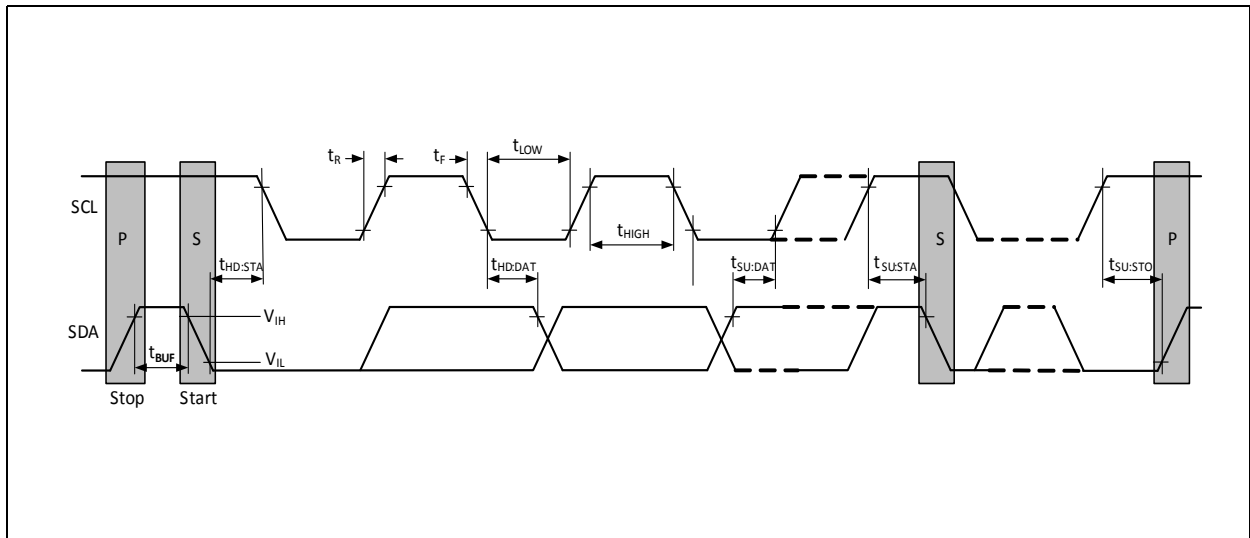 tR
tF
tLOW
SCL
P
S
tHIGH
S
P
tHD:STA
tHD:DAT
tSU:DAT
tSU:STA
tSU:STO
SDA
VIH
tBUF
VIL
Stop
Start